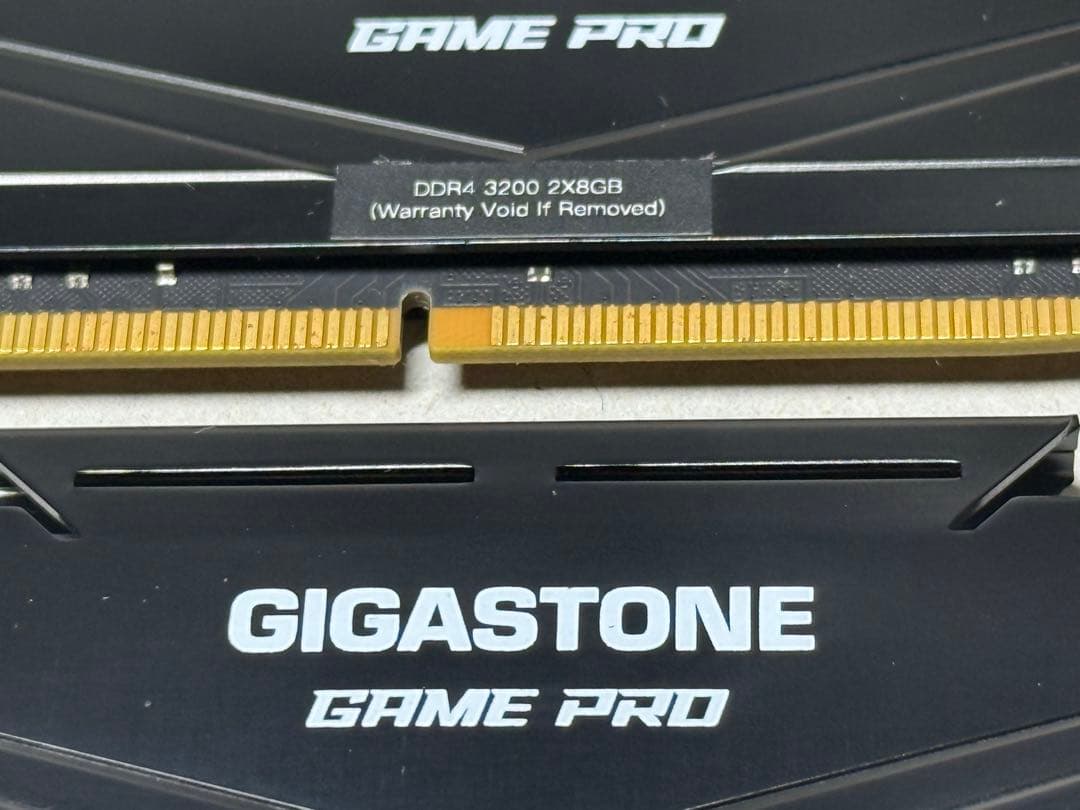 GAME PRO
DDR4 3200 2X8GB
(Warranty Void If Removed)
GIGASTONE
GAME PRO